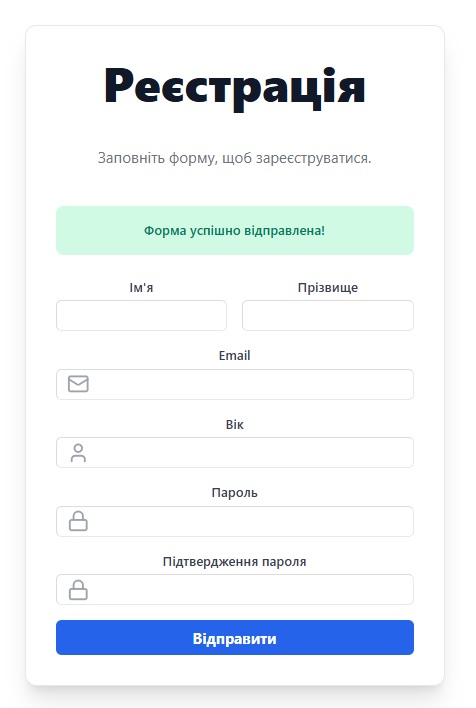 Реєстрація
Заповніть форму, щоб зареєструватися.
Форма успішно відправлена!
Ім'я Прізвище
Email
Вік
Пароль
Підтвердження пароля
Відправити